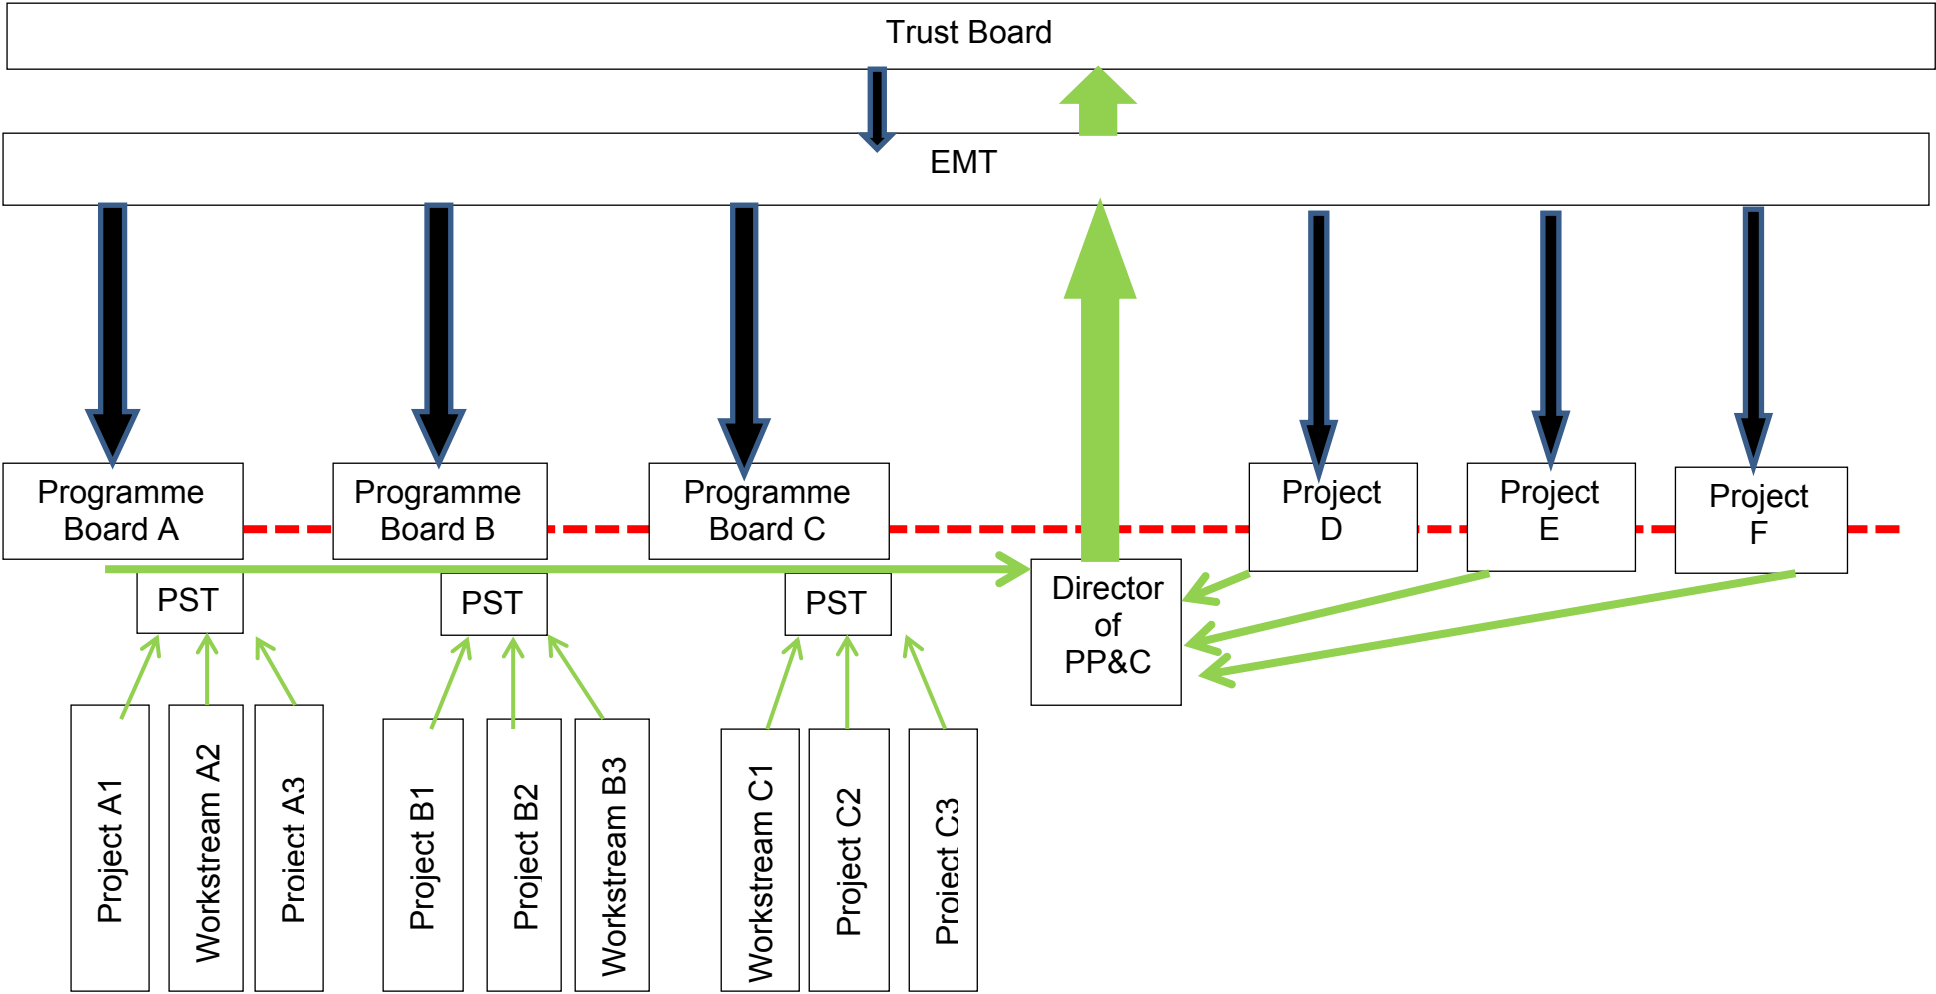 Trust Board
EMT
Programme
Board A
Programme
Board B
Programme
Board C
Project
D
Project
E
Project
F
PST
PST
PST
Director
of
PP&C
Project A1
Workstream A2
Project A3
Project B1
Project B2
Workstream B3
Workstream C1
Project C2
Project C3